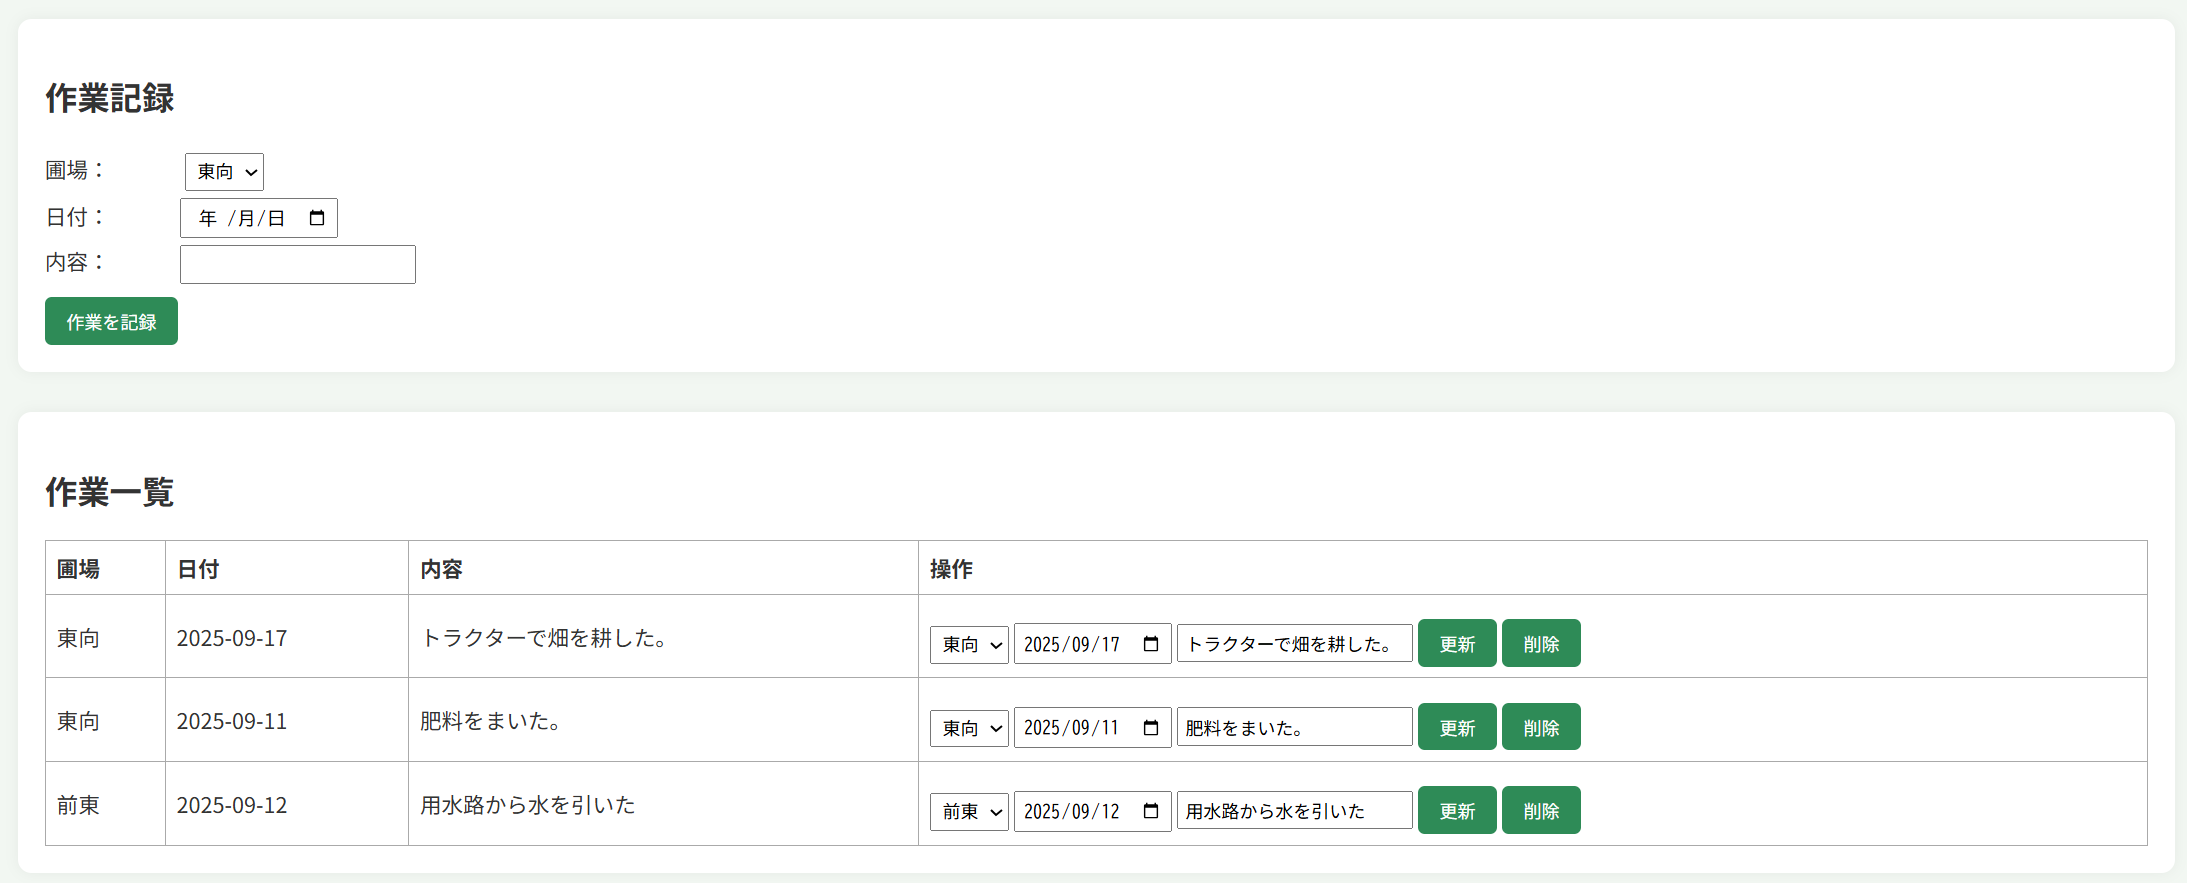 作業記録
圃場： 東向
日付： 年 /月/日
内容：
作業を記録
作業一覧
圃場 日付 内容 操作
東向 2025-09-17 トラクターで畑を耕した。 東向 2025/09/17 トラクターで畑を耕した。 更新 削除
東向 2025-09-11 肥料をまいた。 東向 2025/09/11 肥料をまいた。 更新 削除
前東 2025-09-12 用水路から水を引いた 前東 2025/09/12 用水路から水を引いた 更新 削除